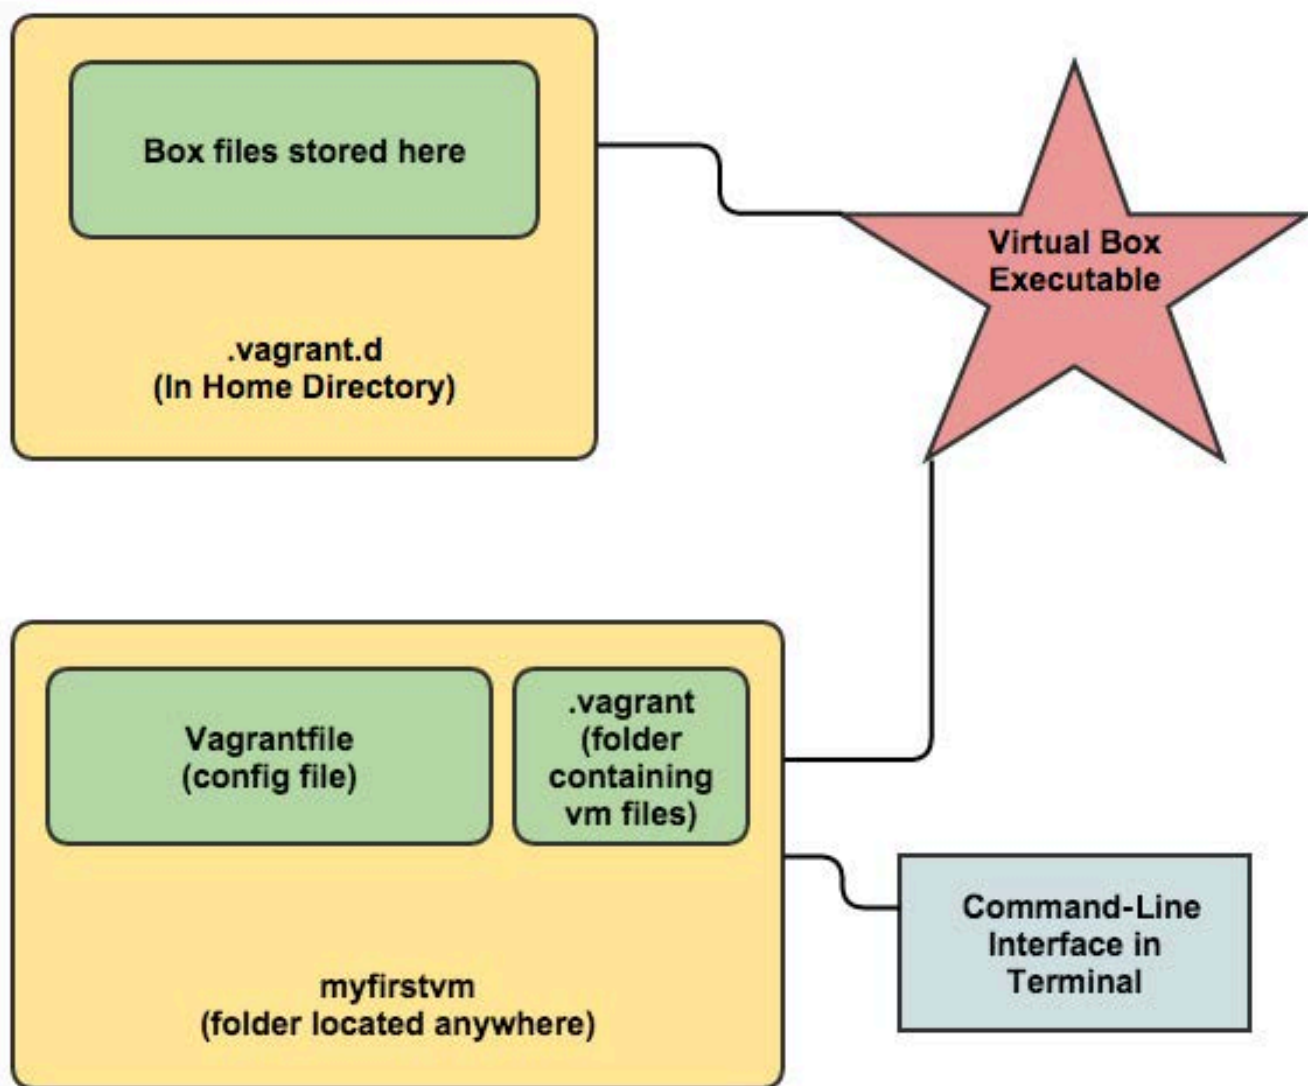 Box files stored here
.vagrant.d
(In Home Directory)
Virtual Box
Executable
Vagrantfile
(config file)
.vagrant
(folder
containing
vm files)
myfirstvm
(folder located anywhere)
Command-Line
Interface in
Terminal